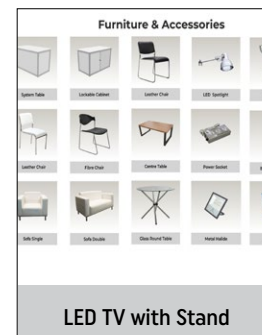 Furniture & Accessories
System Table
Lockable Cabinet
Leather Chair
LED Spotlight
Leather Chair
Fibre Chair
Centre Table
Power Socket
Sofa Single
Sofa Double
Glass Round Table
Metal Halide
LED TV with Stand